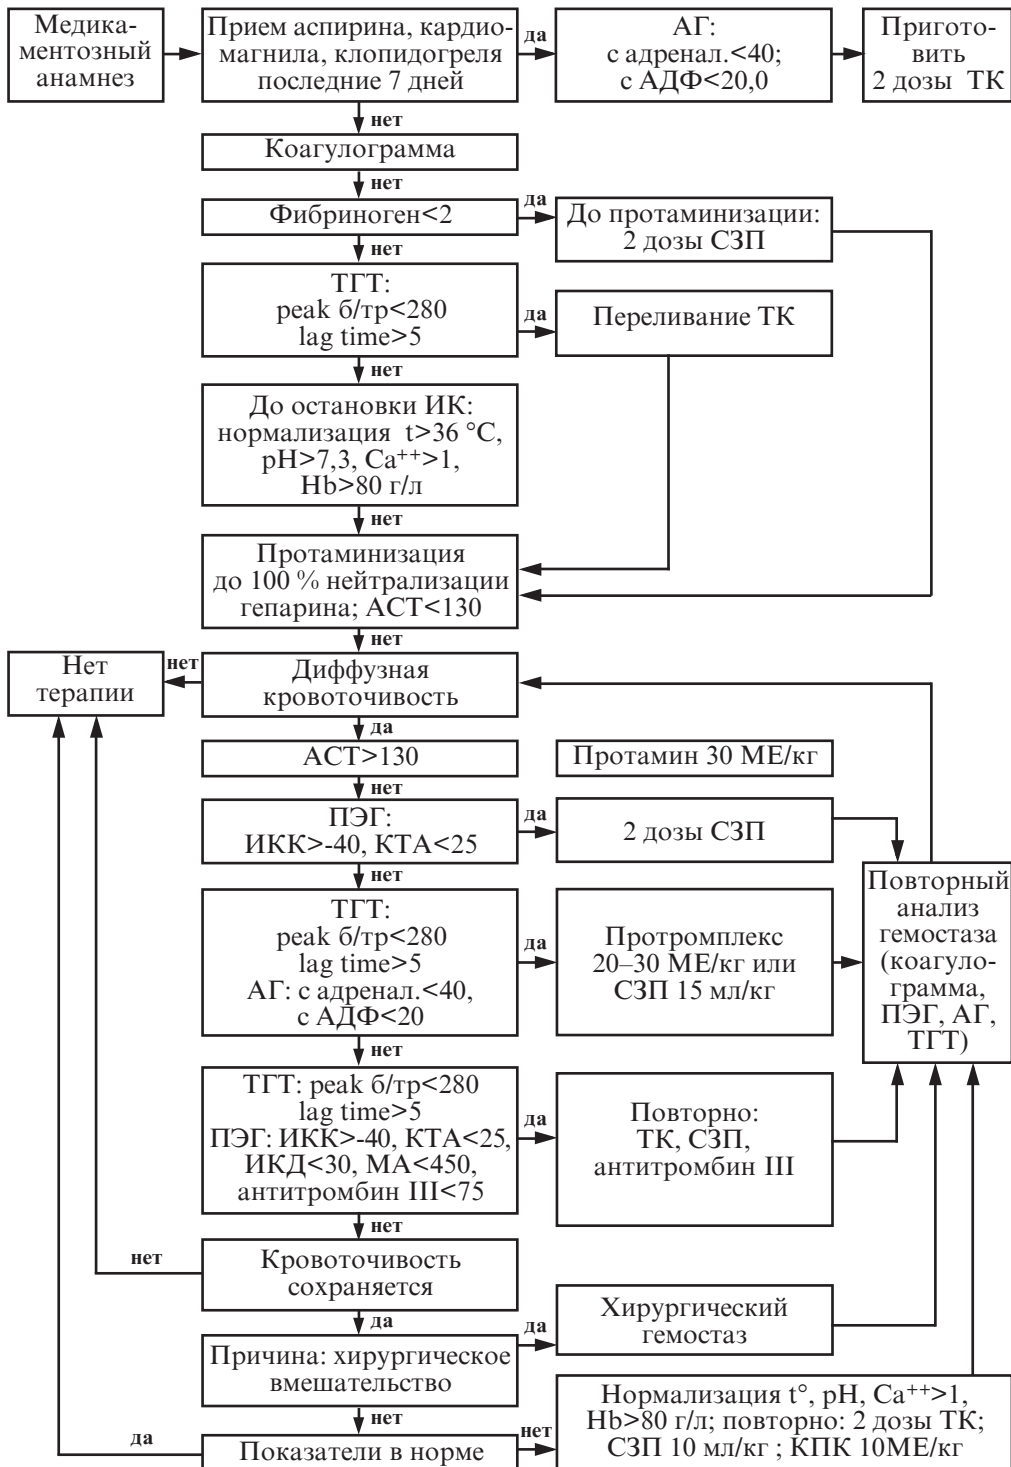 Медика-
ментозный
анамнез
Прием аспирина, кардио-
магнила, клопидогреля
последние 7 дней
да
АГ:
с адренал.<40;
с АДФ<20,0
Пригото-
вить
2 дозы ТК
нет
Коагулограмма
нет
Фибриноген<2
да
До протаминизации:
2 дозы СЗП
нет
ТГТ:
peak б/тр<280
lag time>5
да
Переливание ТК
нет
До остановки ИК:
нормализация t>36 °C,
pH>7,3, Ca⁺⁺>1,
Hb>80 г/л
нет
Протаминизация
до 100 % нейтрализации
гепарина; АСТ<130
нет
Нет
терапии
нет
Диффузная
кровоточивость
да
АСТ>130
Протамин 30 МЕ/кг
нет
ПЭГ:
ИКК>-40, КТА<25
да
2 дозы СЗП
нет
ТГТ:
peak б/тр<280
lag time>5
АГ: с адренал.<40,
с АДФ<20
да
Протромплекс
20–30 МЕ/кг или
СЗП 15 мл/кг
Повторный
анализ
гемостаза
(коагуло-
грамма,
ПЭГ, АГ,
ТГТ)
нет
ТГТ: peak б/тр<280
lag time>5
ПЭГ: ИКК>-40, КТА<25,
ИКД<30, МА<450,
антитромбин III<75
да
Повторно:
ТК, СЗП,
антитромбин III
нет
нет
Кровоточивость
сохраняется
да
Причина: хирургическое
вмешательство
да
Хирургический
гемостаз
нет
да
Показатели в норме
нет
Нормализация t°, pH, Ca⁺⁺>1,
Hb>80 г/л; повторно: 2 дозы ТК;
СЗП 10 мл/кг ; КПК 10МЕ/кг